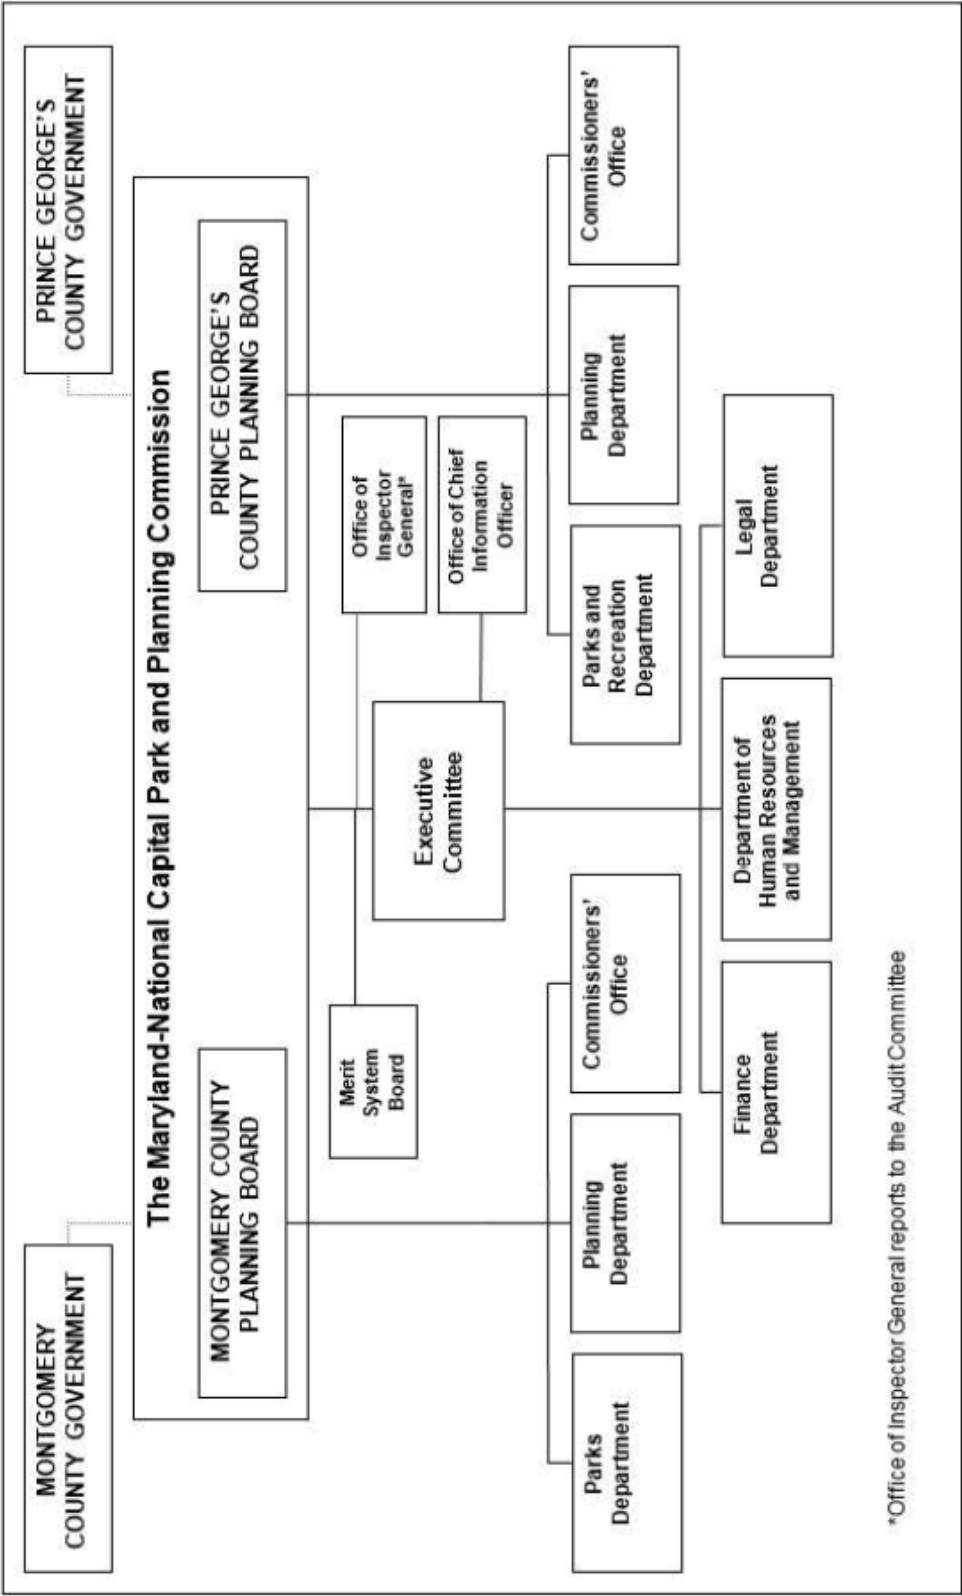 MONTGOMERY
COUNTY GOVERNMENT
PRINCE GEORGE'S
COUNTY GOVERNMENT
The Maryland-National Capital Park and Planning Commission
MONTGOMERY COUNTY
PLANNING BOARD
PRINCE GEORGE'S
COUNTY PLANNING BOARD
Merit
System
Board
Office of
Inspector
General*
Executive
Committee
Office of Chief
Information
Officer
Parks
Department
Planning
Department
Commissioners'
Office
Parks and
Recreation
Department
Planning
Department
Commissioners'
Office
Finance
Department
Department of
Human Resources
and Management
Legal
Department
*Office of Inspector General reports to the Audit Committee